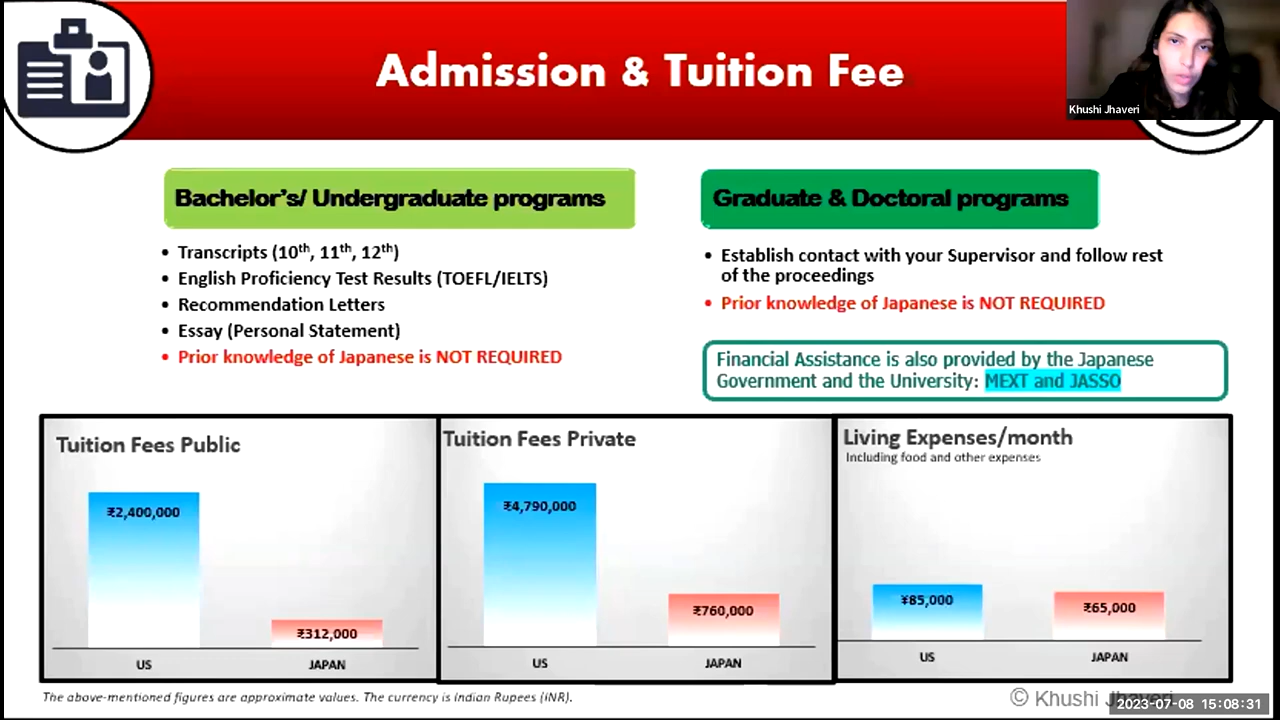 Admission & Tuition Fee
Khushi Jhaveri
Bachelor's/ Undergraduate programs
• Transcripts (10th, 11th, 12th)
• English Proficiency Test Results (TOEFL/IELTS)
• Recommendation Letters
• Essay (Personal Statement)
• Prior knowledge of Japanese is NOT REQUIRED
Graduate & Doctoral programs
• Establish contact with your Supervisor and follow rest
of the proceedings
• Prior knowledge of Japanese is NOT REQUIRED
Financial Assistance is also provided by the Japanese
Government and the University: MEXT and JASSO
Tuition Fees Public
₹2,400,000
₹312,000
US JAPAN
Tuition Fees Private
₹4,790,000
₹760,000
US JAPAN
Living Expenses/month
Including food and other expenses
¥85,000
₹65,000
US JAPAN
The above-mentioned figures are approximate values. The currency is Indian Rupees (INR).
© Khushi Jhaveri
2023-07-08 15:08:31